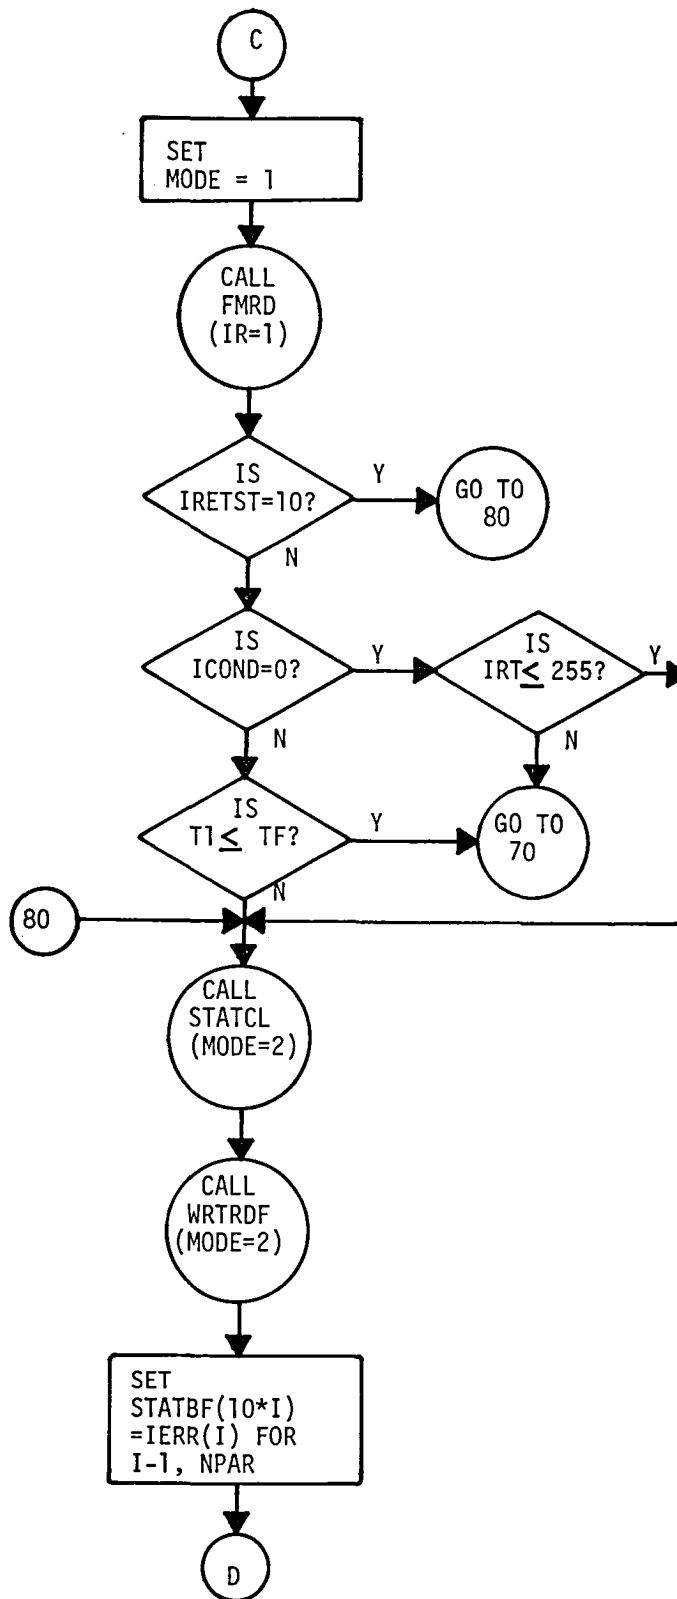 C
SET
MODE = 1
CALL
FMRD
(IR=1)
IS
IRETST=10?
Y
GO TO
80
N
IS
ICOND=0?
Y
IS
IRT≤ 255?
Y
N
N
IS
T1≤ TF?
Y
GO TO
70
N
80
CALL
STATCL
(MODE=2)
CALL
WRTRDF
(MODE=2)
SET
STATBF(10*I)
=IERR(I) FOR
I-1, NPAR
D